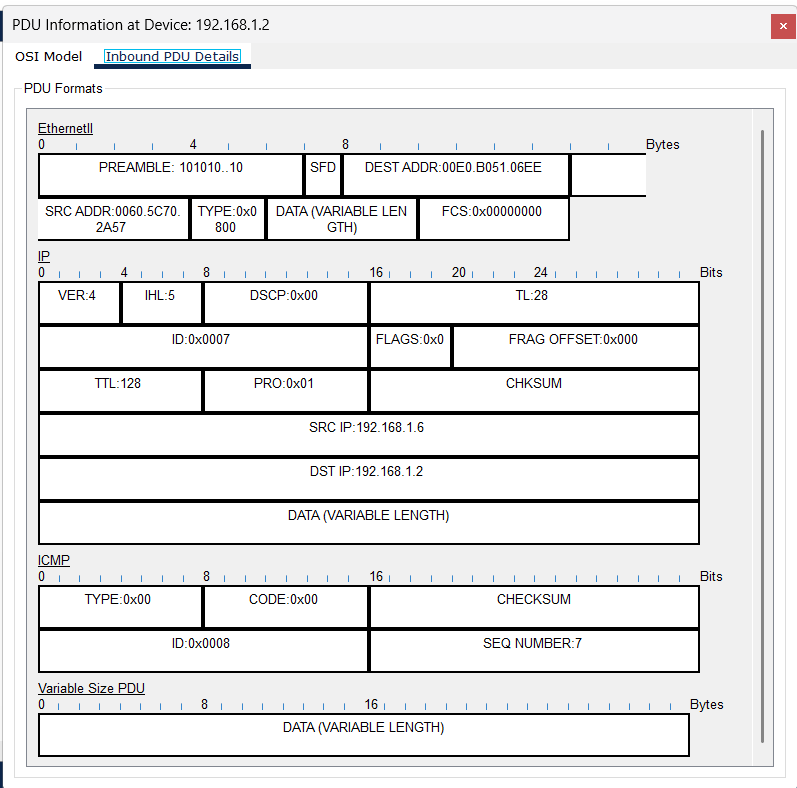 PDU Information at Device: 192.168.1.2
OSI Model Inbound PDU Details
PDU Formats
EthernetII
0 4 8 Bytes
PREAMBLE: 101010..10 SFD DEST ADDR:00E0.B051.06EE
SRC ADDR:0060.5C70.
2A57
TYPE:0x0
800
DATA (VARIABLE LEN
GTH)
FCS:0x00000000
IP
0 4 8 16 20 24 Bits
VER:4 IHL:5 DSCP:0x00 TL:28
ID:0x0007 FLAGS:0x0 FRAG OFFSET:0x000
TTL:128 PRO:0x01 CHKSUM
SRC IP:192.168.1.6
DST IP:192.168.1.2
DATA (VARIABLE LENGTH)
ICMP
0 8 16 Bits
TYPE:0x00 CODE:0x00 CHECKSUM
ID:0x0008 SEQ NUMBER:7
Variable Size PDU
0 8 16 Bytes
DATA (VARIABLE LENGTH)